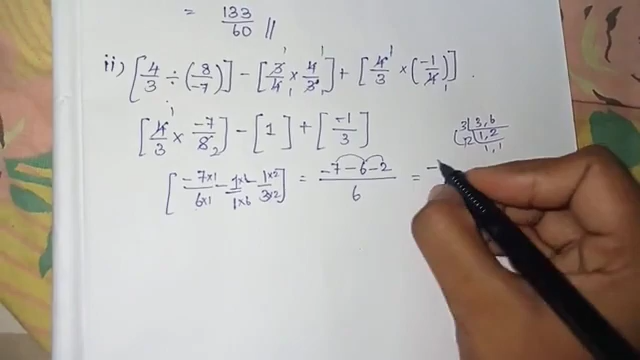 = 133/60 //
ii) [4/3 ÷ (8/-7)] - [3/4 × 4/3] + [4/3 × (-1/4)]
[4/3 × -7/8 2] - [1] + [-1/3]
3 | 3, 6
2 | 1, 2
1, 1
[-7×1/6×1 - 1×6/1×6 - 1×2/3×2] = -7-6-2/6 = -